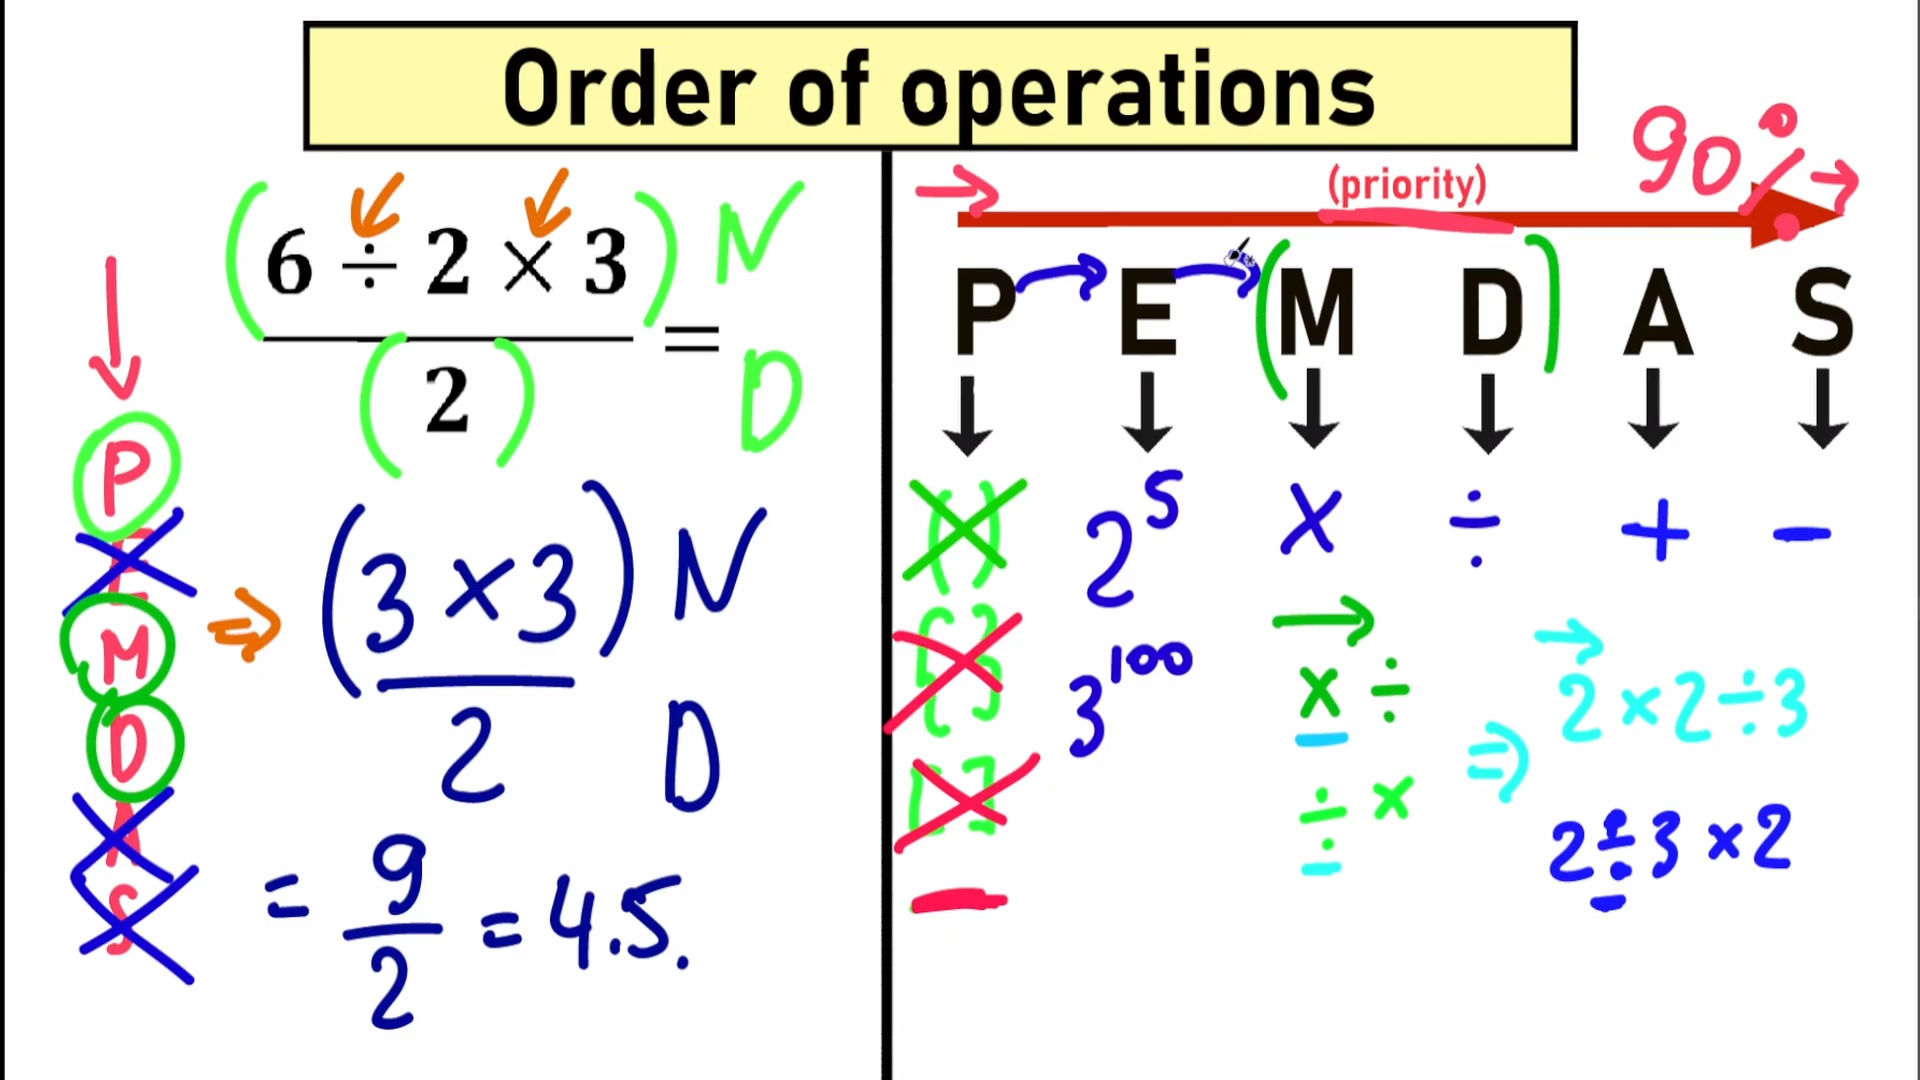 Order of operations
(6 ÷ 2 × 3) N
(2) D
=
P
E
M
D
A
S
⇒ (3 × 3) N
2 D
= 9/2 = 4.5.
→ (priority) 90% →
P → E → (M D) A S
( ) 2^5 × ÷ + −
{ } 3^100 × ÷ 2 × 2 ÷ 3
[ ] ÷ × ⇒ 2 ÷ 3 × 2